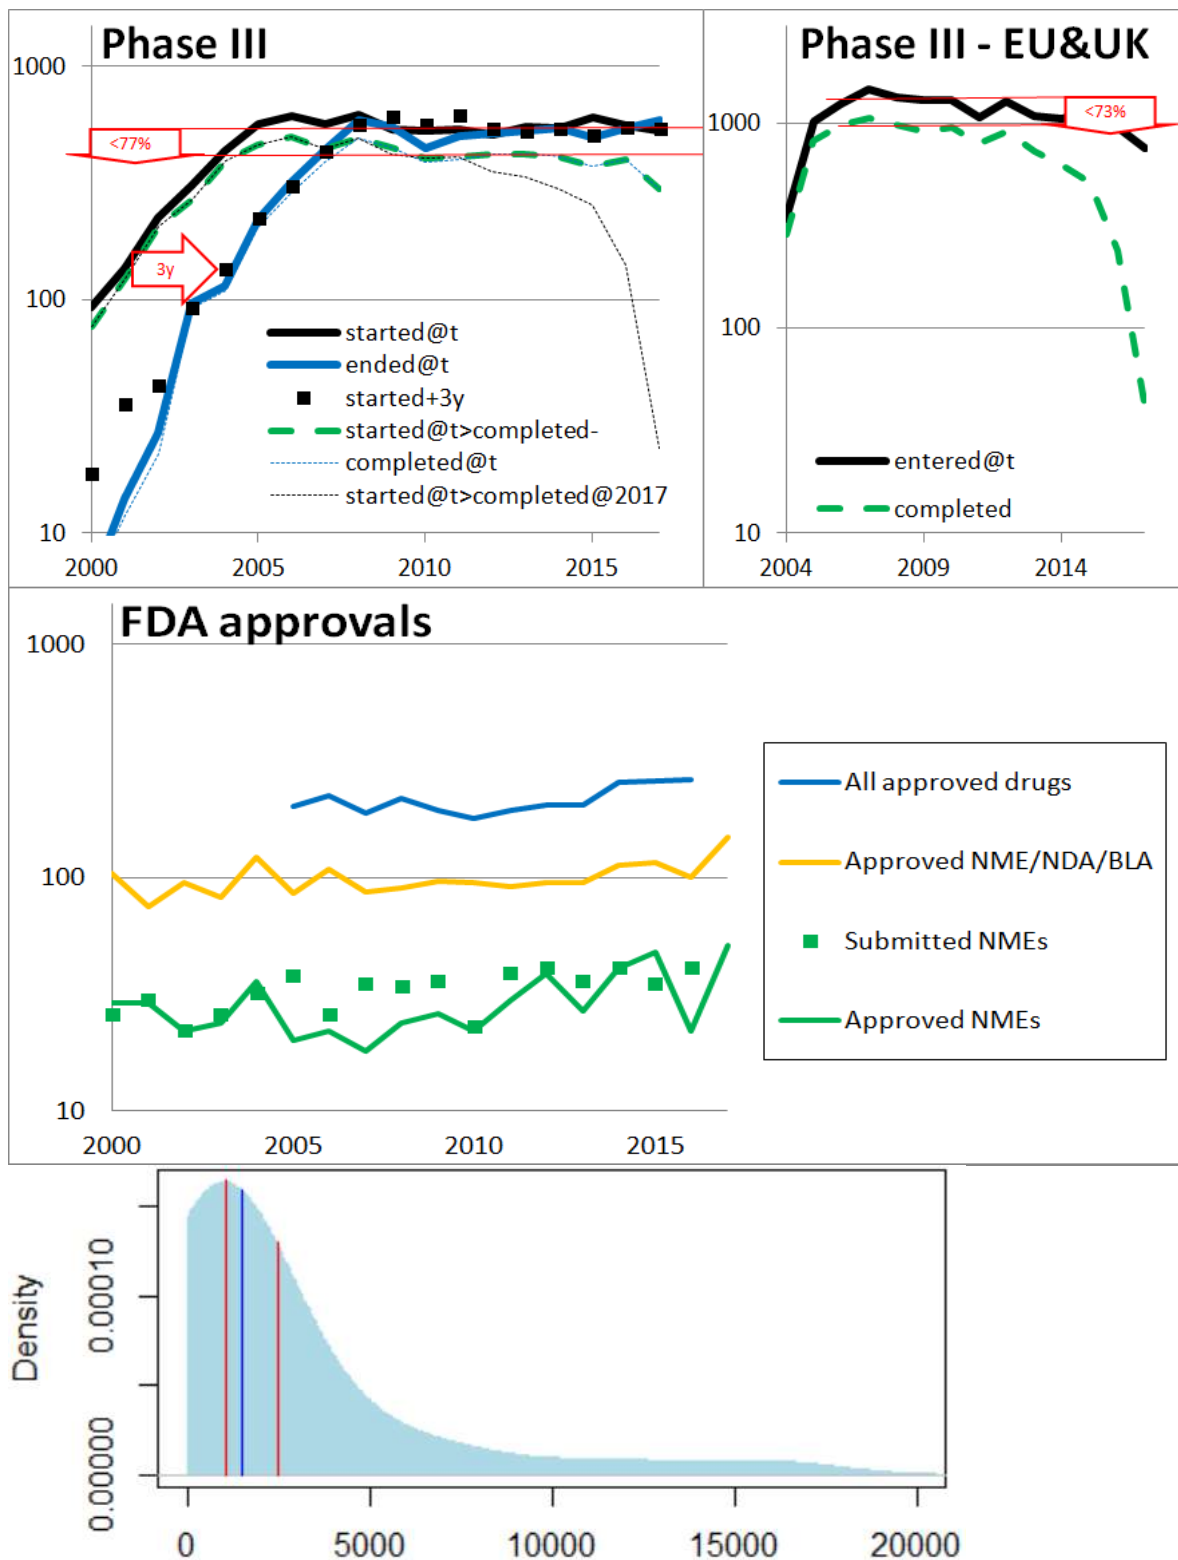 Phase III
1000
100
10
<77%
3y
started@t
ended@t
started+3y
started@t>completed-
completed@t
started@t>completed@2017
2000 2005 2010 2015
Phase III - EU&UK
1000
100
10
<73%
entered@t
completed
2004 2009 2014
FDA approvals
1000
100
10
2000 2005 2010 2015
All approved drugs
Approved NME/NDA/BLA
Submitted NMEs
Approved NMEs
Density
0.00000 0.00010
0 5000 10000 15000 20000